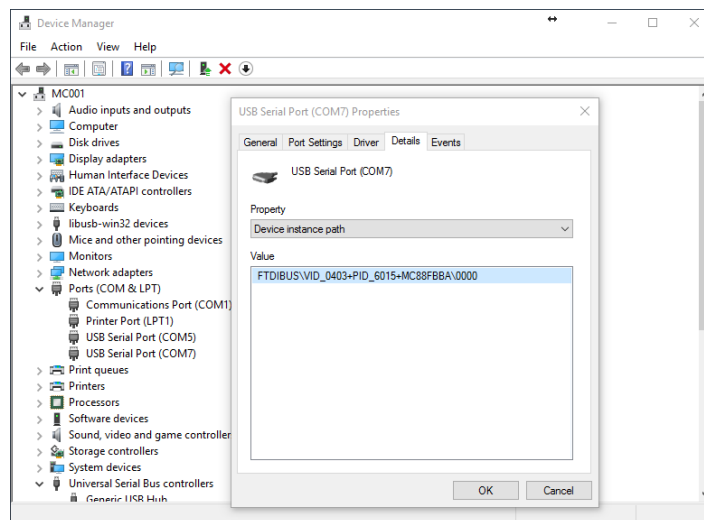 Device Manager
File Action View Help
MC001
Audio inputs and outputs
Computer
Disk drives
Display adapters
Human Interface Devices
IDE ATA/ATAPI controllers
Keyboards
libusb-win32 devices
Mice and other pointing devices
Monitors
Network adapters
Ports (COM & LPT)
Communications Port (COM1)
Printer Port (LPT1)
USB Serial Port (COM5)
USB Serial Port (COM7)
Print queues
Printers
Processors
Software devices
Sound, video and game controller
Storage controllers
System devices
Universal Serial Bus controllers
Generic USB Hub
USB Serial Port (COM7) Properties
General Port Settings Driver Details Events
USB Serial Port (COM7)
Property
Device instance path
Value
FTDIBUS\VID_0403+PID_6015+MC88FBBA\0000
OK Cancel